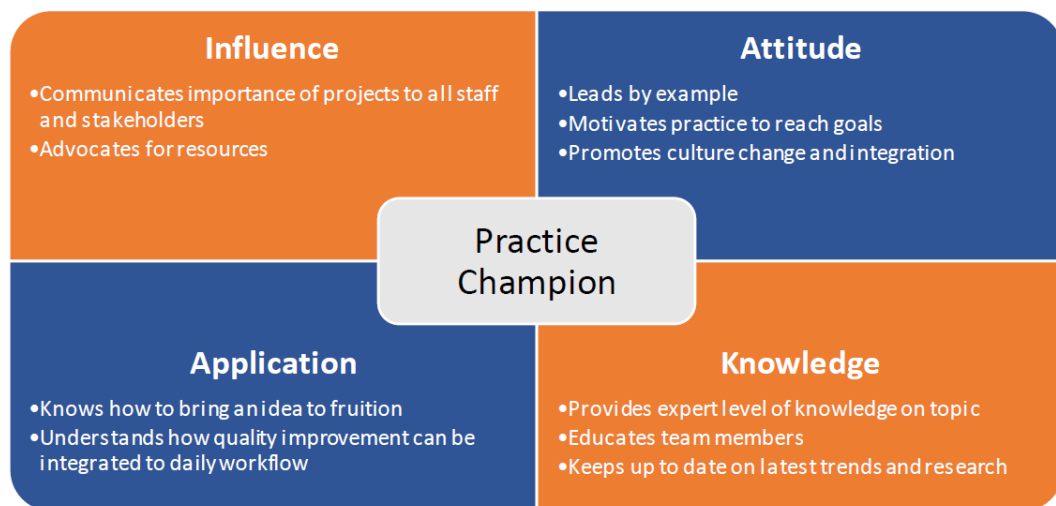 Influence
•Communicates importance of projects to all staff
and stakeholders
•Advocates for resources
Attitude
•Leads by example
•Motivates practice to reach goals
•Promotes culture change and integration
Practice
Champion
Application
•Knows how to bring an idea to fruition
•Understands how quality improvement can be
integrated to daily workflow
Knowledge
•Provides expert level of knowledge on topic
•Educates team members
•Keeps up to date on latest trends and research